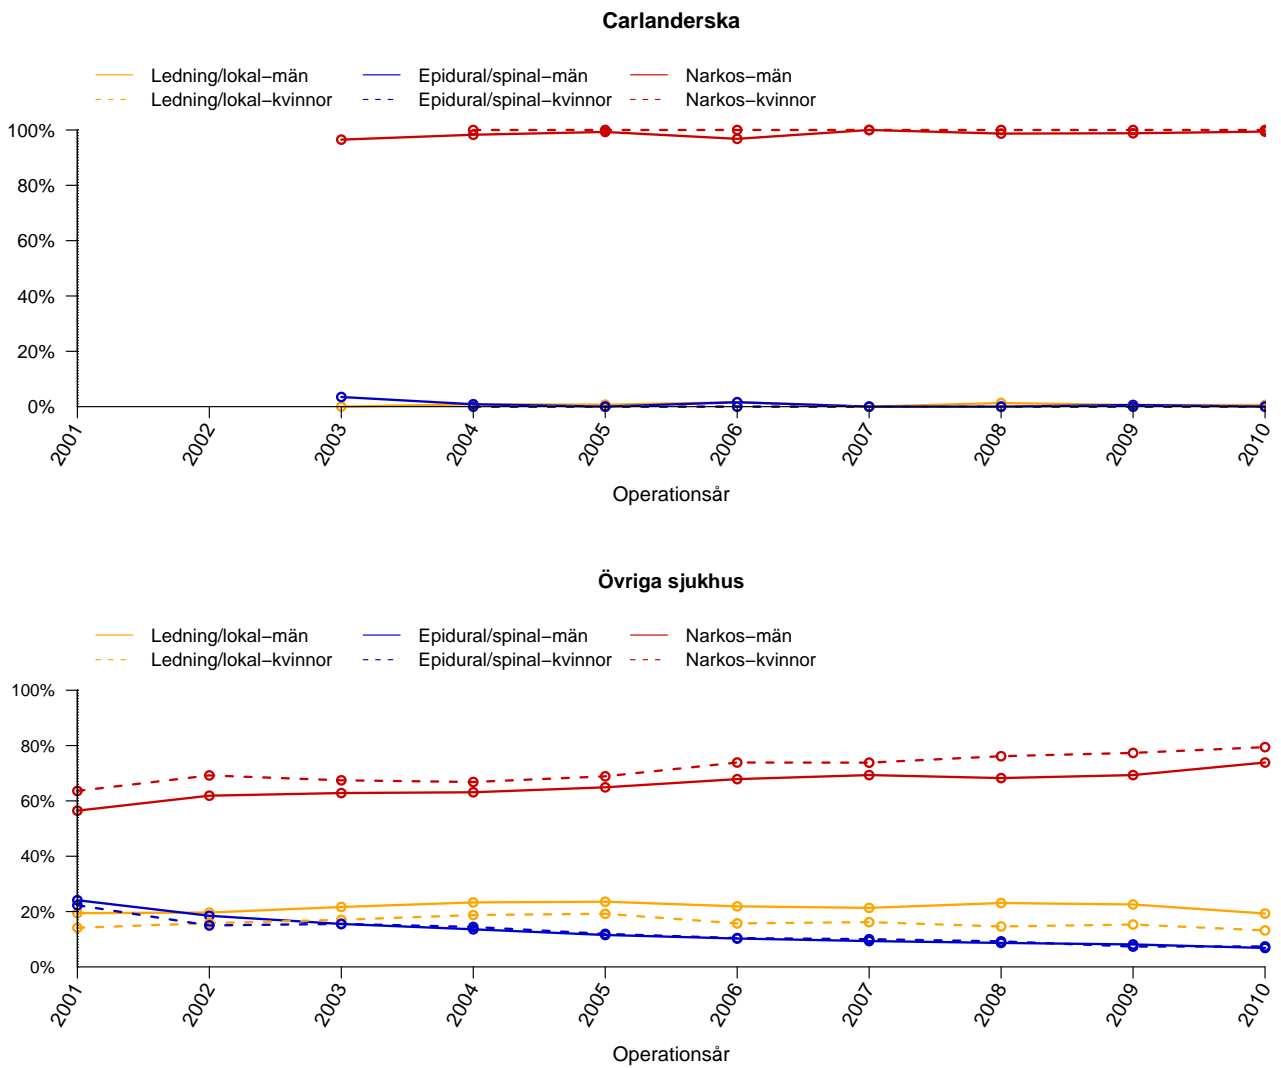 Carlanderska
Ledning/lokal−män Epidural/spinal−män Narkos−män
Ledning/lokal−kvinnor Epidural/spinal−kvinnor Narkos−kvinnor
100%
80%
60%
40%
20%
0%
2001 2002 2003 2004 2005 2006 2007 2008 2009 2010
Operationsår
Övriga sjukhus
Ledning/lokal−män Epidural/spinal−män Narkos−män
Ledning/lokal−kvinnor Epidural/spinal−kvinnor Narkos−kvinnor
100%
80%
60%
40%
20%
0%
2001 2002 2003 2004 2005 2006 2007 2008 2009 2010
Operationsår